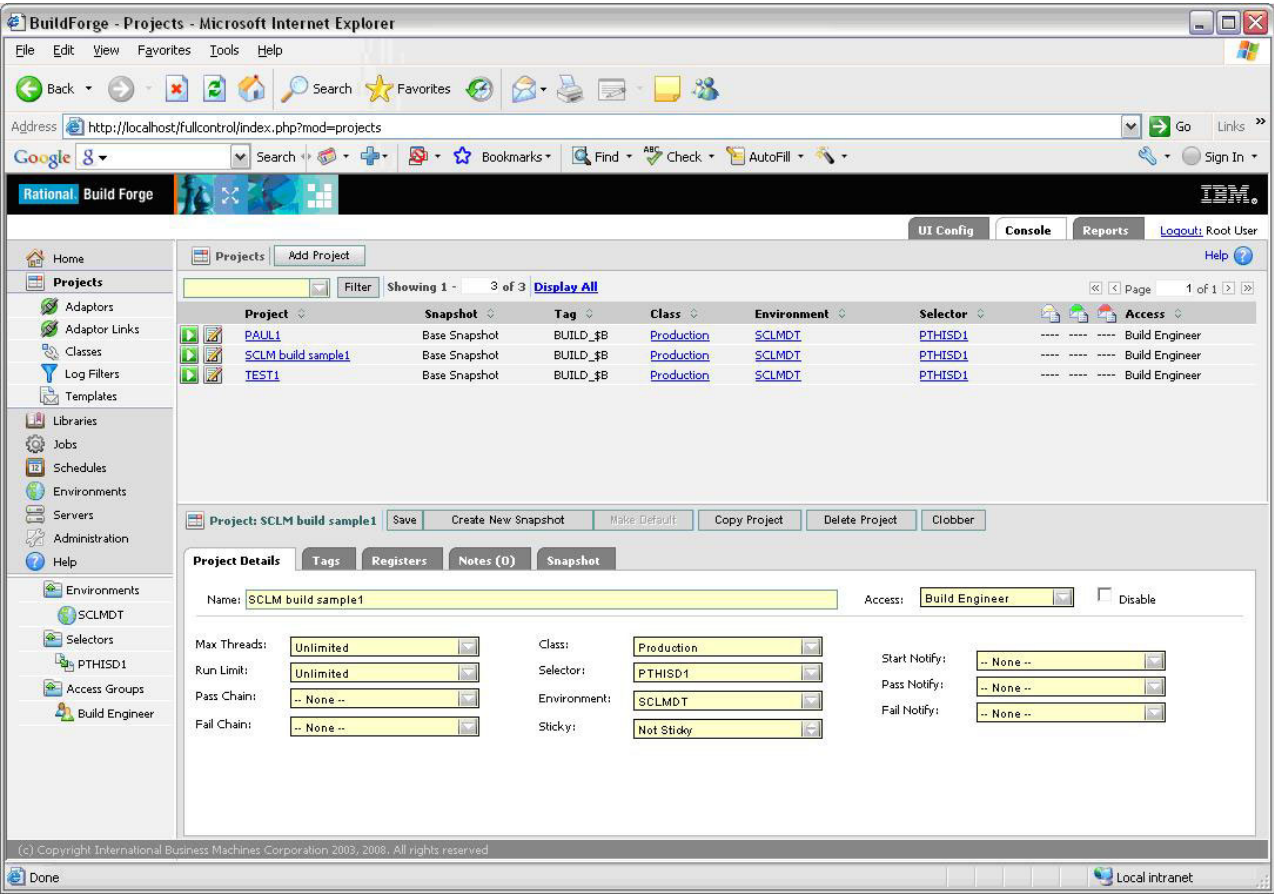 BuildForge - Projects - Microsoft Internet Explorer
File Edit View Favorites Tools Help
Back Search Favorites
Address http://localhost/fullcontrol/index.php?mod=projects Go Links »
Google 8 Search Bookmarks Find ABC Check AutoFill Sign In
Rational. Build Forge IBM.
UI Config Console Reports Logout: Root User
Home
Projects
Adaptors
Adaptor Links
Classes
Log Filters
Templates
Libraries
Jobs
12 Schedules
Environments
Servers
Administration
Help
Environments
SCLMDT
Selectors
PTHISD1
Access Groups
Build Engineer
Projects Add Project Help
Filter Showing 1 - 3 of 3 Display All Page 1 of 1
Project Snapshot Tag Class Environment Selector Access
PAUL1 Base Snapshot BUILD_$B Production SCLMDT PTHISD1 ---- ---- ---- Build Engineer
SCLM build sample1 Base Snapshot BUILD_$B Production SCLMDT PTHISD1 ---- ---- ---- Build Engineer
TEST1 Base Snapshot BUILD_$B Production SCLMDT PTHISD1 ---- ---- ---- Build Engineer
Project: SCLM build sample1 Save Create New Snapshot Make Default Copy Project Delete Project Clobber
Project Details Tags Registers Notes (0) Snapshot
Name: SCLM build sample1 Access: Build Engineer Disable
Max Threads: Unlimited Class: Production Start Notify: -- None --
Run Limit: Unlimited Selector: PTHISD1 Pass Notify: -- None --
Pass Chain: -- None -- Environment: SCLMDT Fail Notify: -- None --
Fail Chain: -- None -- Sticky: Not Sticky
(c) Copyright International Business Machines Corporation 2003, 2008. All rights reserved
Done Local intranet